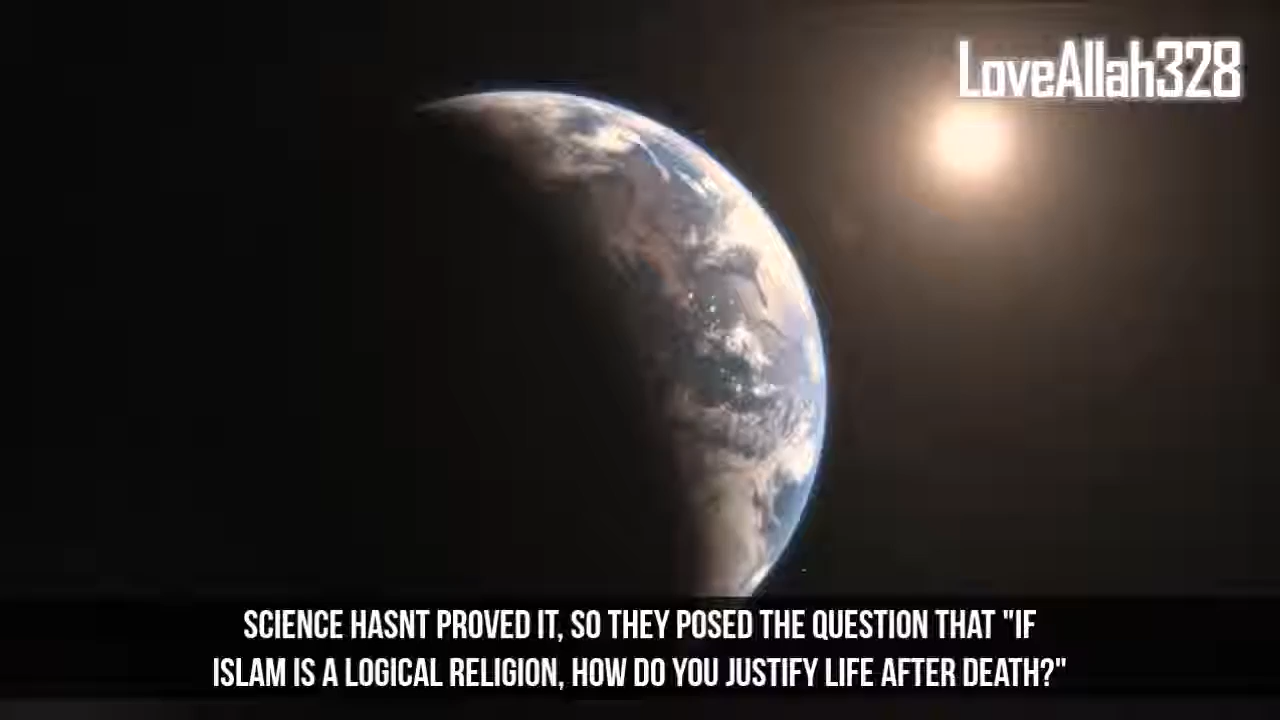 LoveAllah328
SCIENCE HASNT PROVED IT, SO THEY POSED THE QUESTION THAT "IF
ISLAM IS A LOGICAL RELIGION, HOW DO YOU JUSTIFY LIFE AFTER DEATH?"